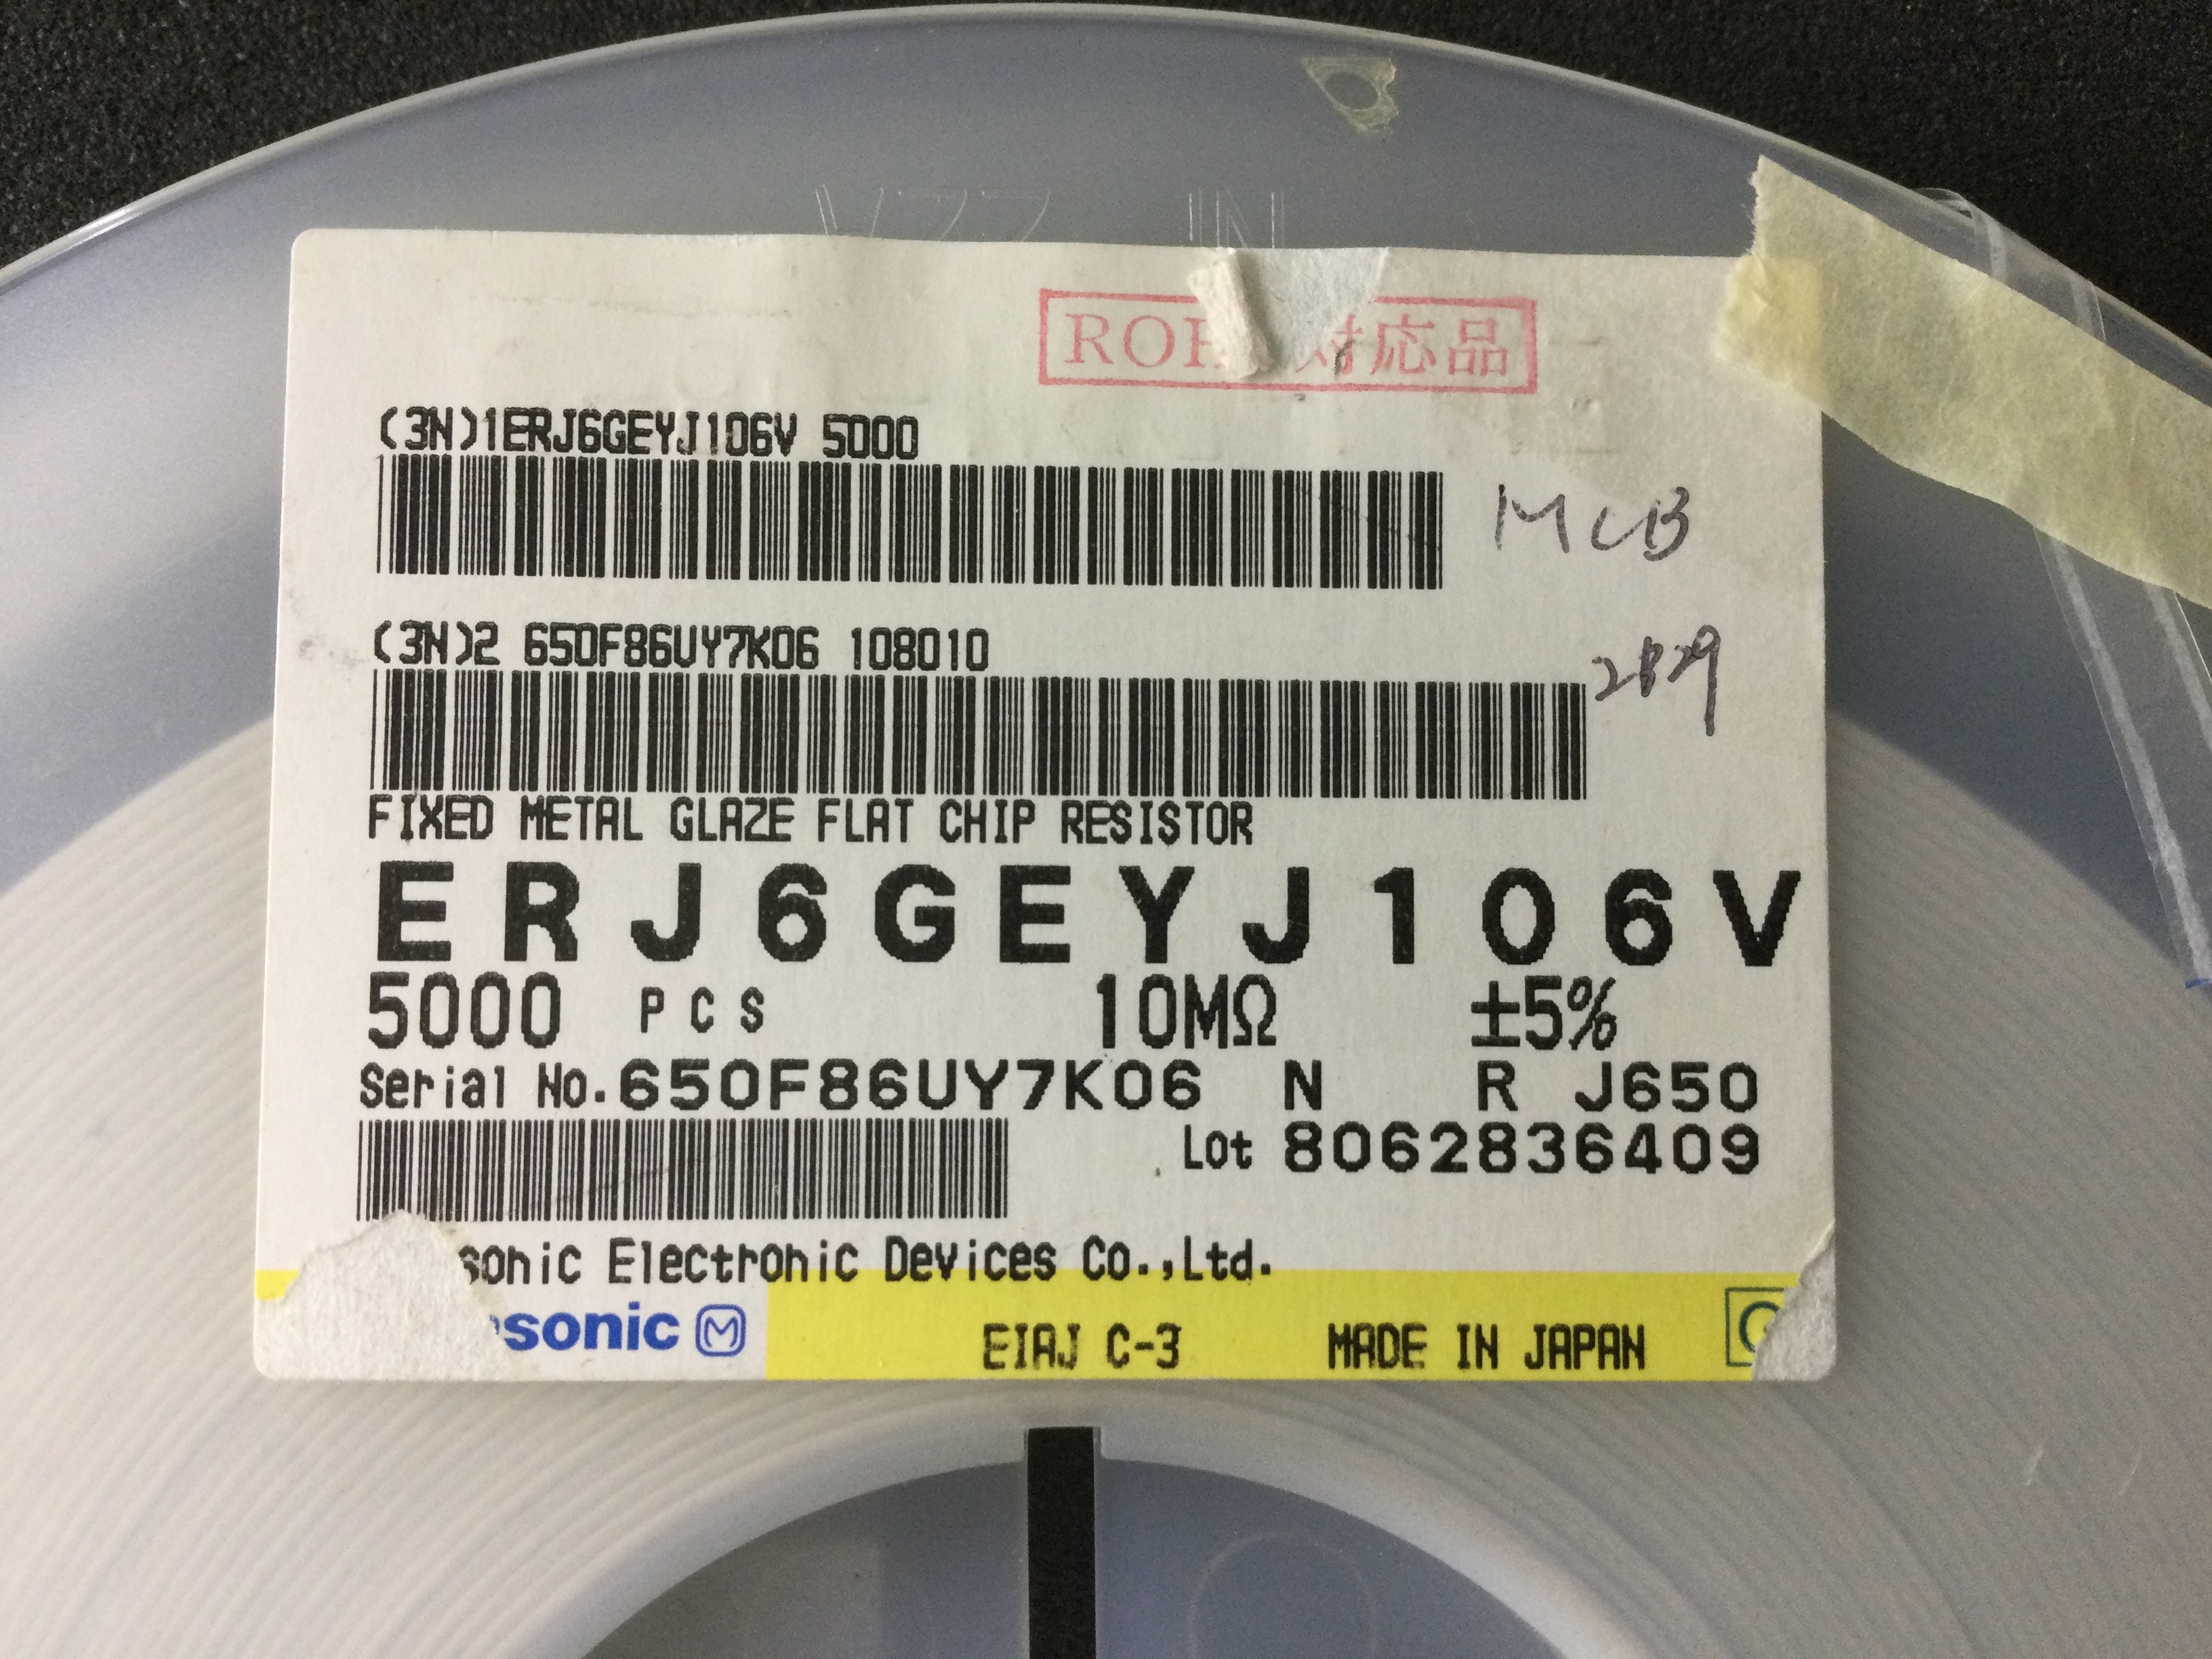 対応品
(3N)1ERJ6GEYJ106V 5000
MCB
(3N)2 650F86UY7K06 108010
FIXED METAL GLAZE FLAT CHIP RESISTOR
ERJ6GEYJ106V
5000 PCS 10MΩ ±5%
Serial No.650F86UY7K06 N R J650
Lot 8062836409
sonic Electronic Devices Co.,Ltd.
sonic M
EIAJ C-3 MADE IN JAPAN